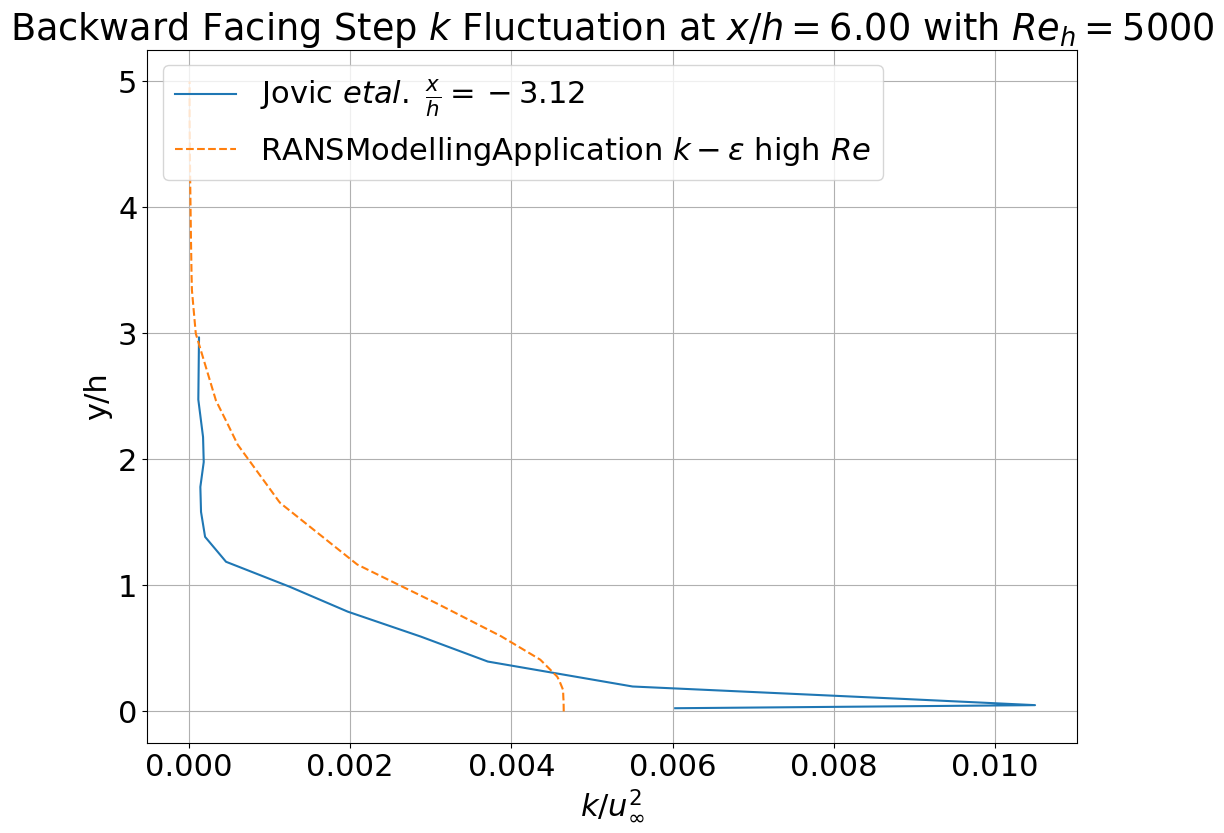 Backward Facing Step k Fluctuation at x/h = 6.00 with Re_h = 5000
Jovic etal. x/h = −3.12
RANSModellingApplication k − ε high Re
5
4
3
2
1
0
y/h
0.000 0.002 0.004 0.006 0.008 0.010
k/u_∞^2